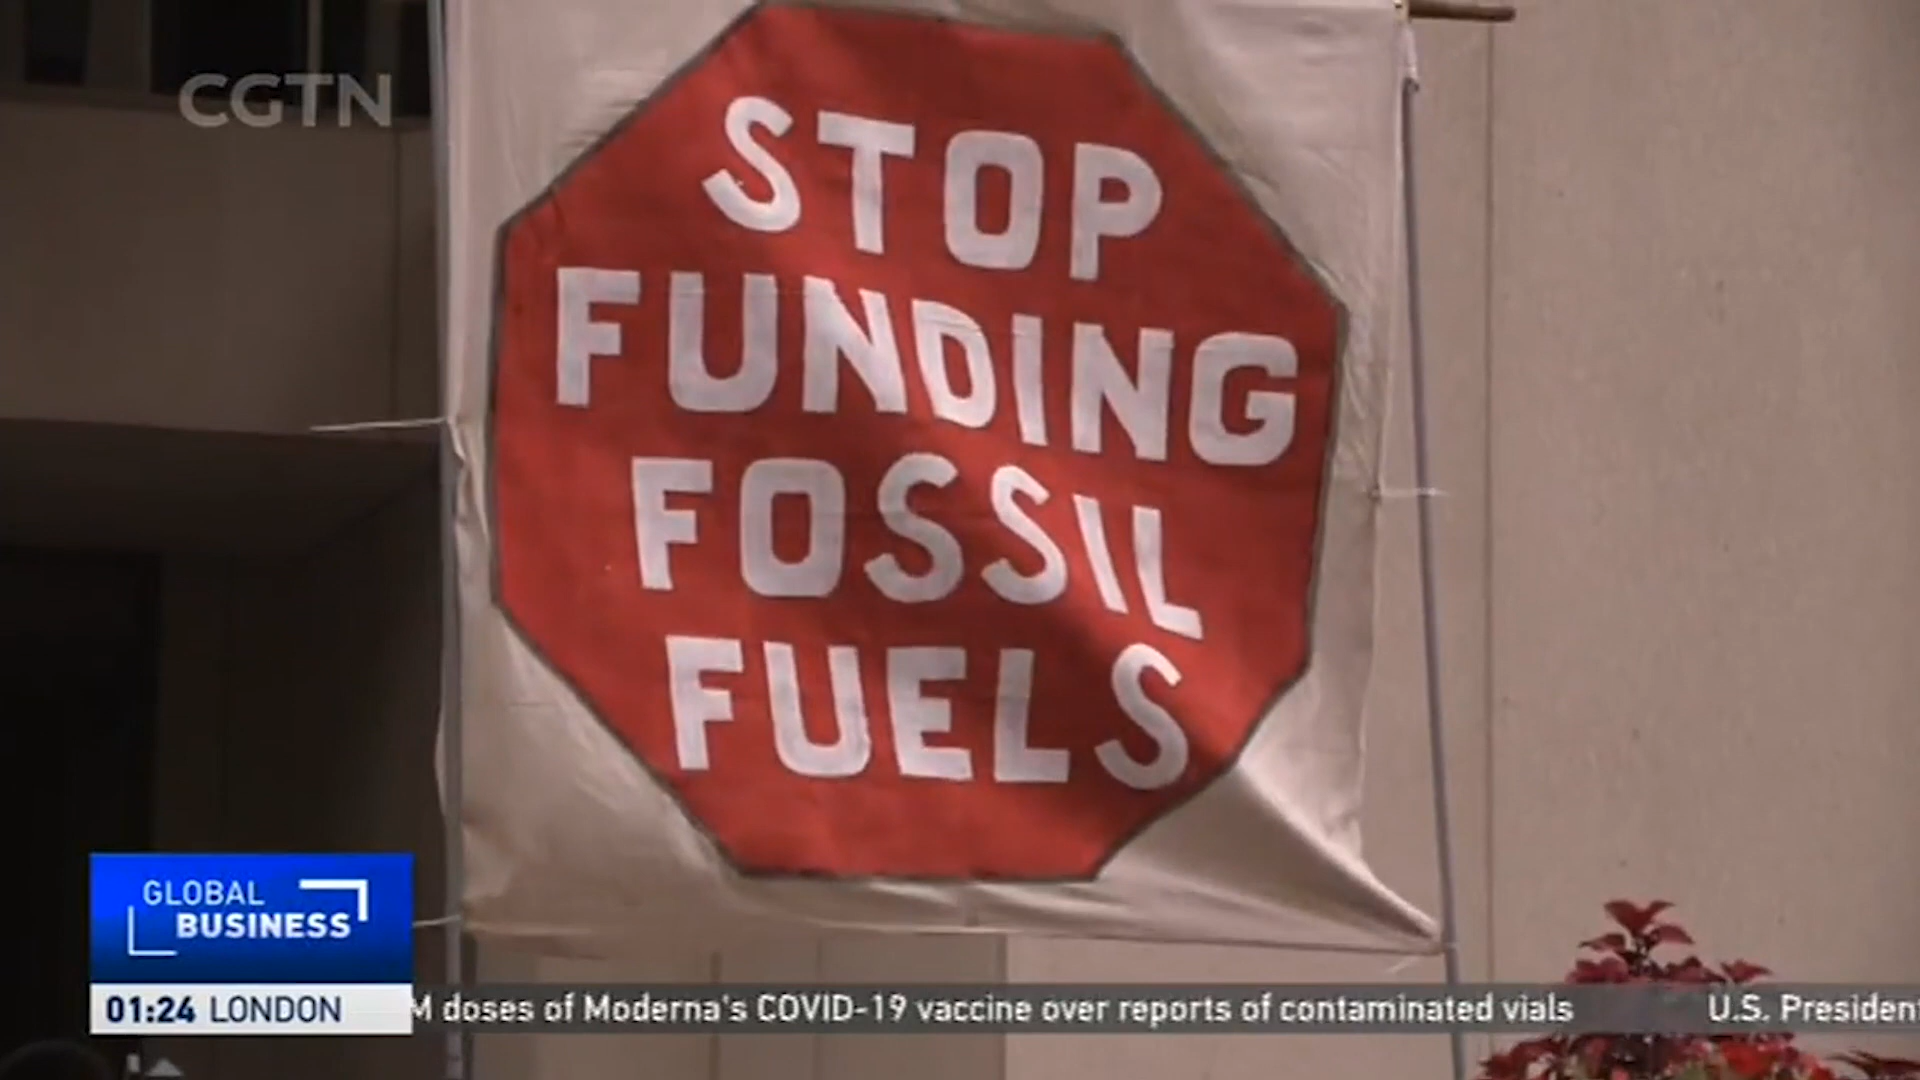 CGTN
STOP
FUNDING
FOSSIL
FUELS
GLOBAL
BUSINESS
01:24 LONDON
M doses of Moderna's COVID-19 vaccine over reports of contaminated vials U.S. President